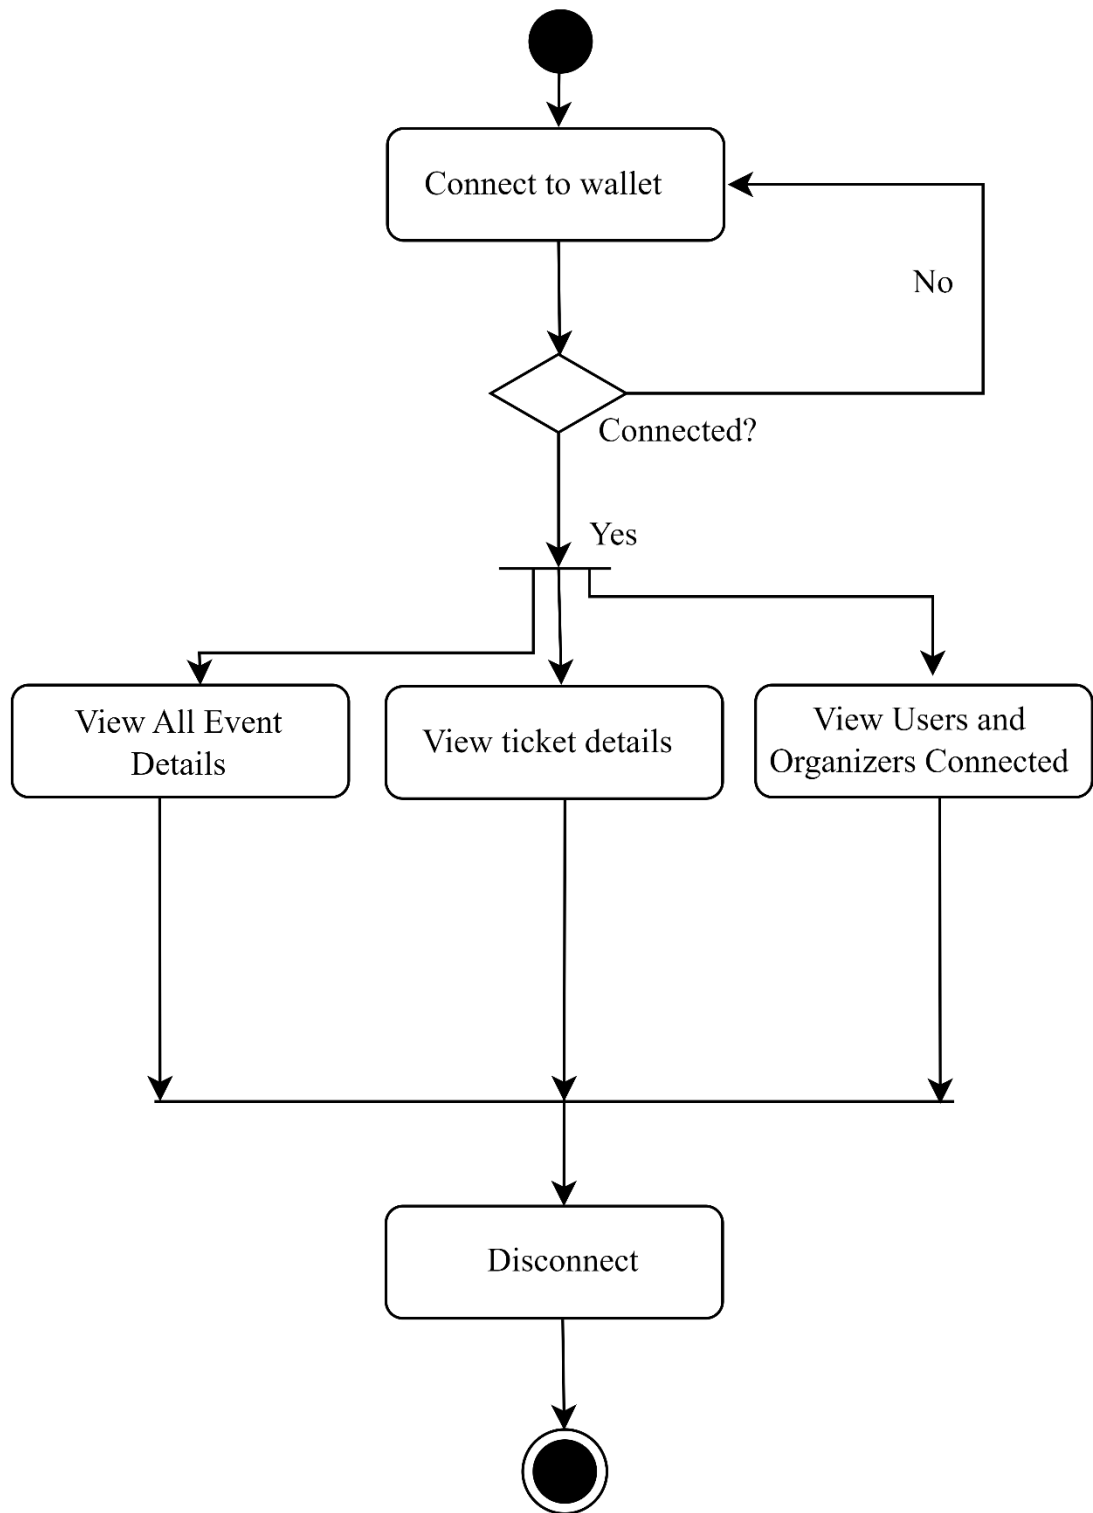 Connect to wallet
No
Connected?
Yes
View All Event
Details
View ticket details
View Users and
Organizers Connected
Disconnect